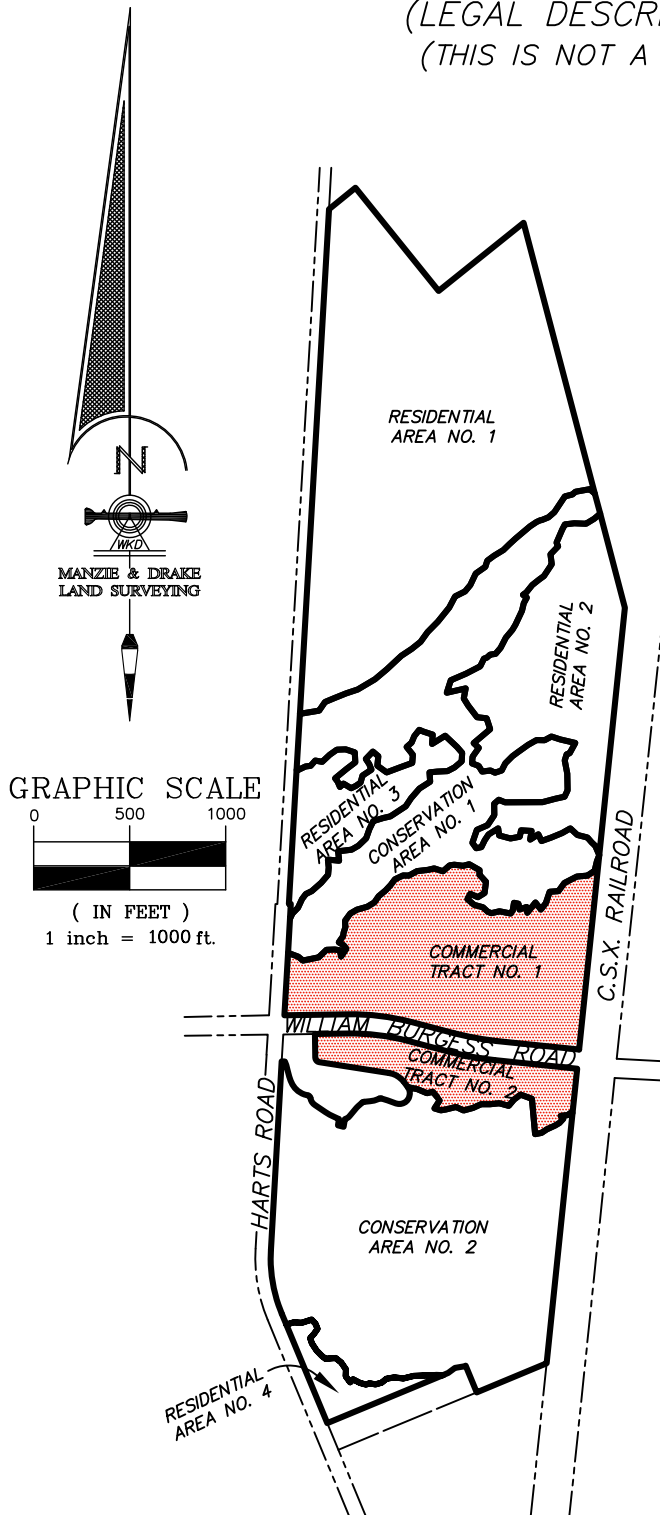 (LEGAL DESCRI
(THIS IS NOT A
RESIDENTIAL
AREA NO. 1
N
WKD
MANZIE & DRAKE
LAND SURVEYING
RESIDENTIAL
AREA NO. 2
GRAPHIC SCALE
0 500 1000
( IN FEET )
1 inch = 1000 ft.
RESIDENTIAL
AREA NO. 3
CONSERVATION
AREA NO. 1
C.S.X. RAILROAD
COMMERCIAL
TRACT NO. 1
WILLIAM BURGESS ROAD
COMMERCIAL
TRACT NO. 2
HARTS ROAD
CONSERVATION
AREA NO. 2
RESIDENTIAL
AREA NO. 4